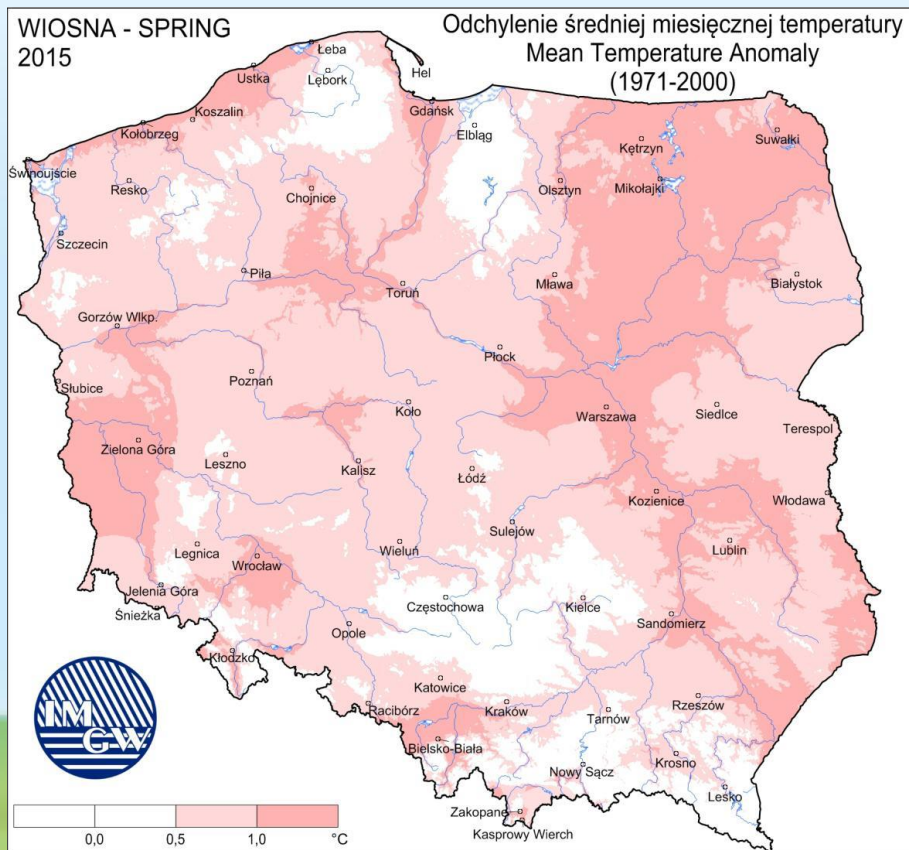 WIOSNA - SPRING
2015
Odchylenie średniej miesięcznej temperatury
Mean Temperature Anomaly
(1971-2000)
Łeba
Hel
Ustka
Lębork
Gdańsk
Koszalin
Kołobrzeg
Elbląg
Kętrzyn
Suwałki
Świnoujście
Resko
Chojnice
Olsztyn
Mikołajki
Szczecin
Piła
Toruń
Mława
Białystok
Gorzów Wlkp.
Płock
Słubice
Poznań
Koło
Warszawa
Siedlce
Terespol
Zielona Góra
Leszno
Kalisz
Łódź
Kozienice
Włodawa
Sulejów
Legnica
Wrocław
Wieluń
Lublin
Jelenia Góra
Częstochowa
Kielce
Śnieżka
Opole
Sandomierz
Kłodzko
Katowice
Racibórz
Kraków
Tarnów
Rzeszów
Bielsko-Biała
Nowy Sącz
Krosno
Lesko
Zakopane
Kasprowy Wierch
IM
GW
0,0 0,5 1,0 °C